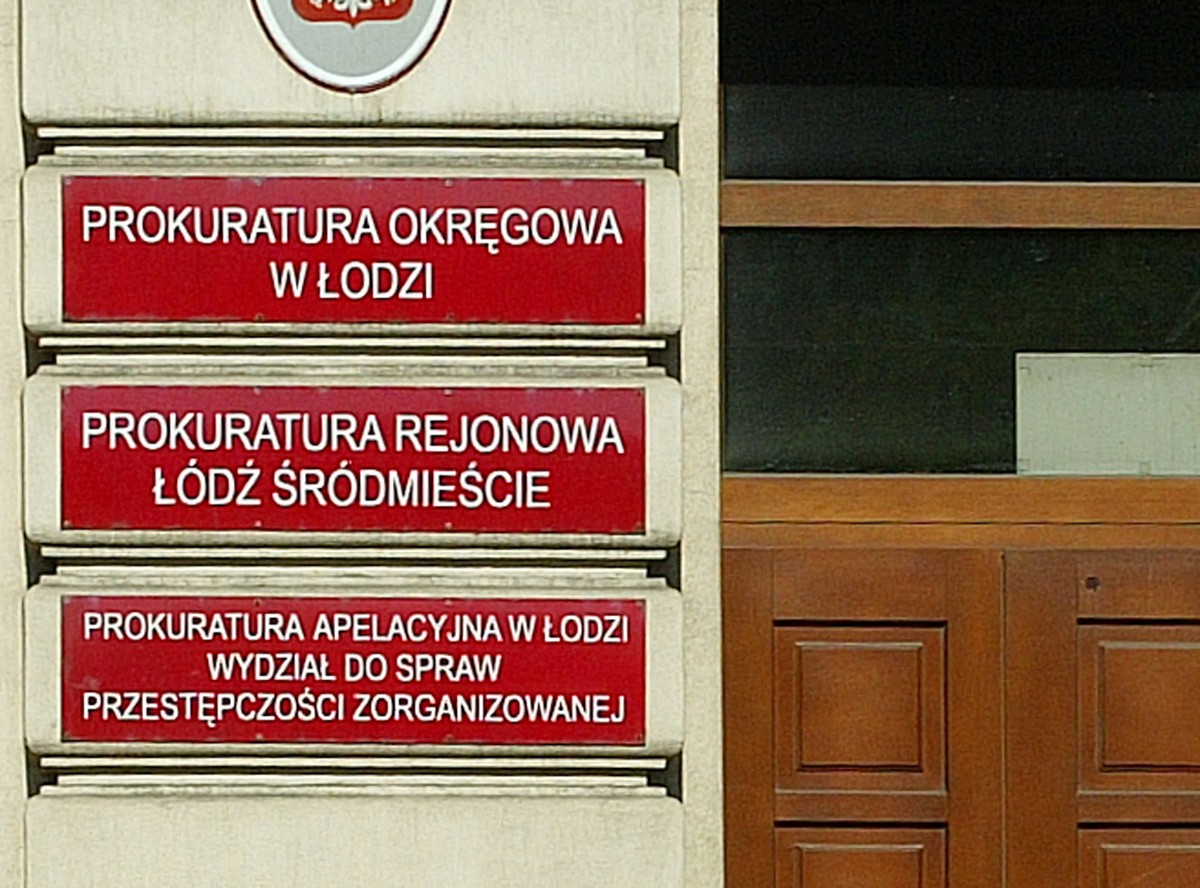 PROKURATURA OKRĘGOWA
W ŁODZI
PROKURATURA REJONOWA
ŁÓDŹ ŚRÓDMIEŚCIE
PROKURATURA APELACYJNA W ŁODZI
WYDZIAŁ DO SPRAW
PRZESTĘPCZOŚCI ZORGANIZOWANEJ